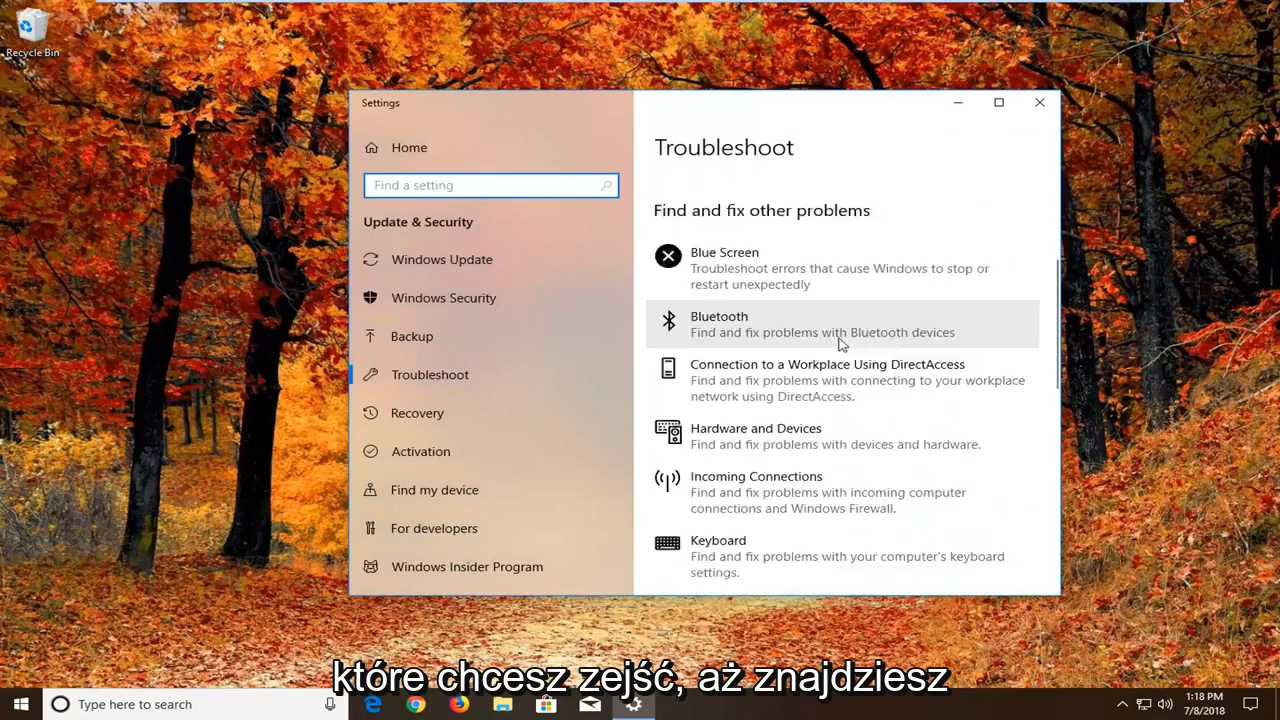 Recycle Bin
Settings
Home
Find a setting
Update & Security
Windows Update
Windows Security
Backup
Troubleshoot
Recovery
Activation
Find my device
For developers
Windows Insider Program
Troubleshoot
Find and fix other problems
Blue Screen
Troubleshoot errors that cause Windows to stop or
restart unexpectedly
Bluetooth
Find and fix problems with Bluetooth devices
Connection to a Workplace Using DirectAccess
Find and fix problems with connecting to your workplace
network using DirectAccess.
Hardware and Devices
Find and fix problems with devices and hardware.
Incoming Connections
Find and fix problems with incoming computer
connections and Windows Firewall.
Keyboard
Find and fix problems with your computer's keyboard
settings.
które chcesz zejść, aż znajdziesz
Type here to search
1:18 PM
7/8/2018